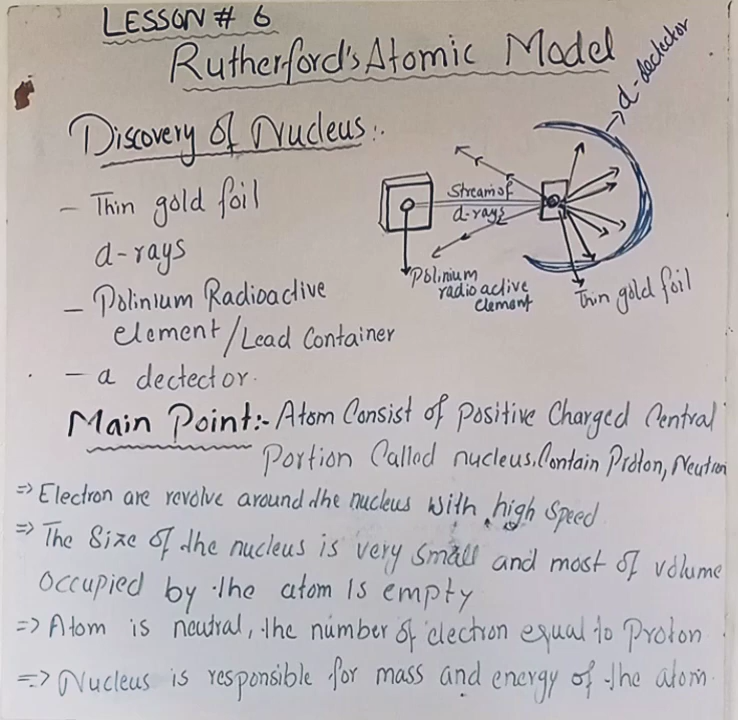 LESSON # 6
Rutherford's Atomic Model
Discovery of Nucleus:.
- Thin gold foil
d-rays
- Polinium Radioactive
element/Lead Container
- a dectector.
d-dectector
Stream of
d-rays
Polinium
radioactive
element
Thin gold foil
Main Point:- Atom Consist of positive Charged Central
Portion Called nucleus. Contain Proton, Neutron
=> Electron are revolve around the nucleus with high speed
=> The Size of the nucleus is very small and most of volume
occupied by the atom is empty
=> Atom is neutral, the number of electron equal to Proton
=> Nucleus is responsible for mass and energy of the atom.